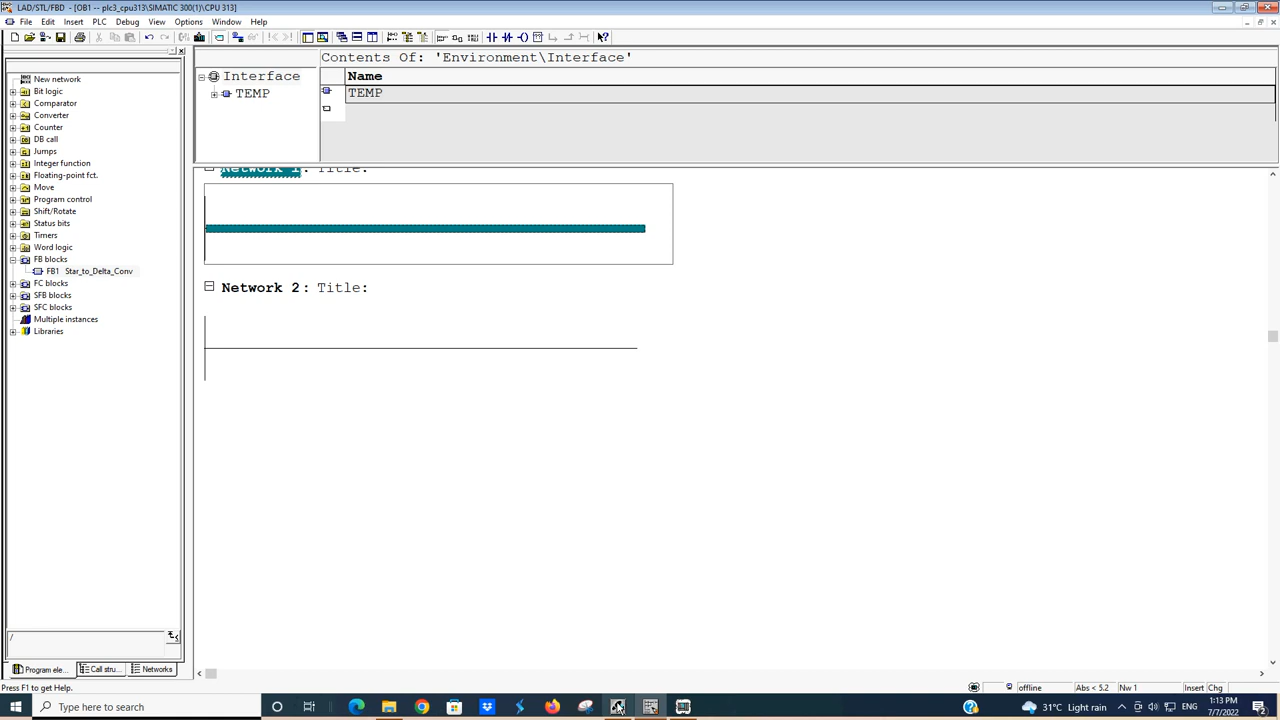 LAD/STL/FBD - [OB1 -- plc3_cpu313\SIMATIC 300(1)\CPU 313]
File Edit Insert PLC Debug View Options Window Help
Contents Of: 'Environment\Interface'
Interface
TEMP
Name
TEMP
New network
Bit logic
Comparator
Converter
Counter
DB call
Jumps
Integer function
Floating-point fct.
Move
Program control
Shift/Rotate
Status bits
Timers
Word logic
FB blocks
FB1 Star_to_Delta_Conv
FC blocks
SFB blocks
SFC blocks
Multiple instances
Libraries
Network 1: Title:
Network 2: Title:
/
Program ele... Call stru... Networks
Press F1 to get Help.
offline Abs < 5.2 Nw 1 Insert Chg
Type here to search
31°C Light rain ENG 1:13 PM
7/7/2022
2